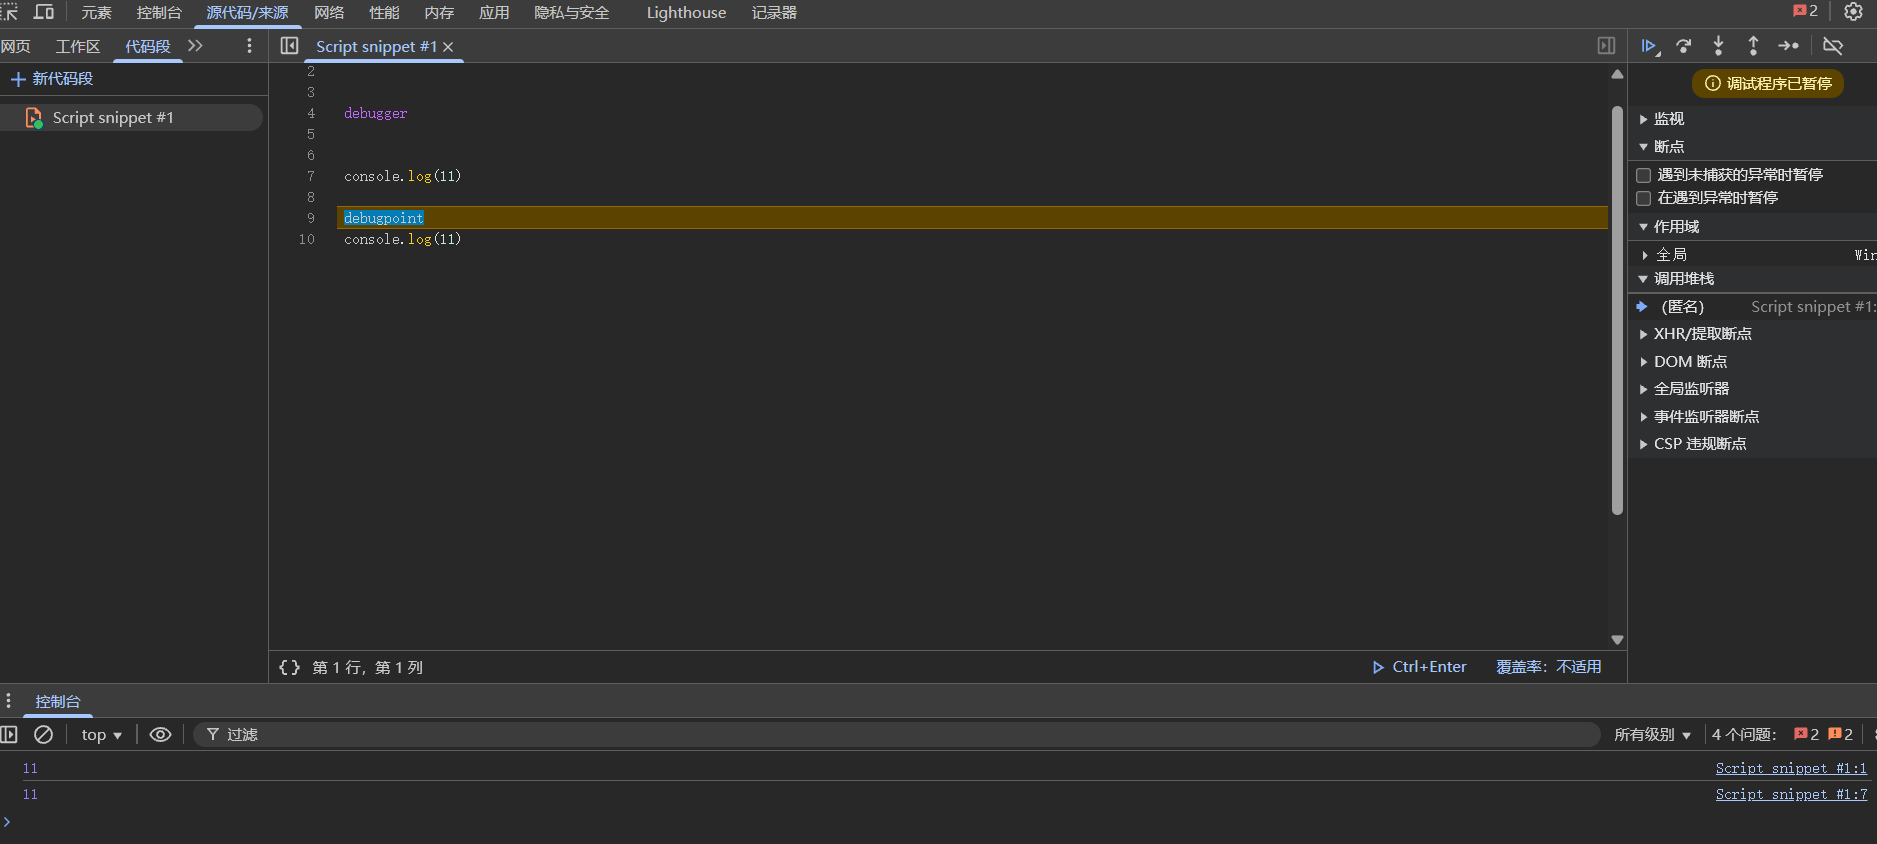 元素 控制台 源代码/来源 网络 性能 内存 应用 隐私与安全 Lighthouse 记录器 2
网页 工作区 代码段 Script snippet #1
新代码段
Script snippet #1
2
3
4 debugger
5
6
7 console.log(11)
8
9 debugpoint
10 console.log(11)
{} 第 1 行，第 1 列 Ctrl+Enter 覆盖率：不适用
调试程序已暂停
监视
断点
遇到未捕获的异常时暂停
在遇到异常时暂停
作用域
全局 Win
调用堆栈
(匿名) Script snippet #1:
XHR/提取断点
DOM 断点
全局监听器
事件监听器断点
CSP 违规断点
控制台
top 过滤 所有级别 4 个问题： 2 2
11 Script snippet #1:1
11 Script snippet #1:7